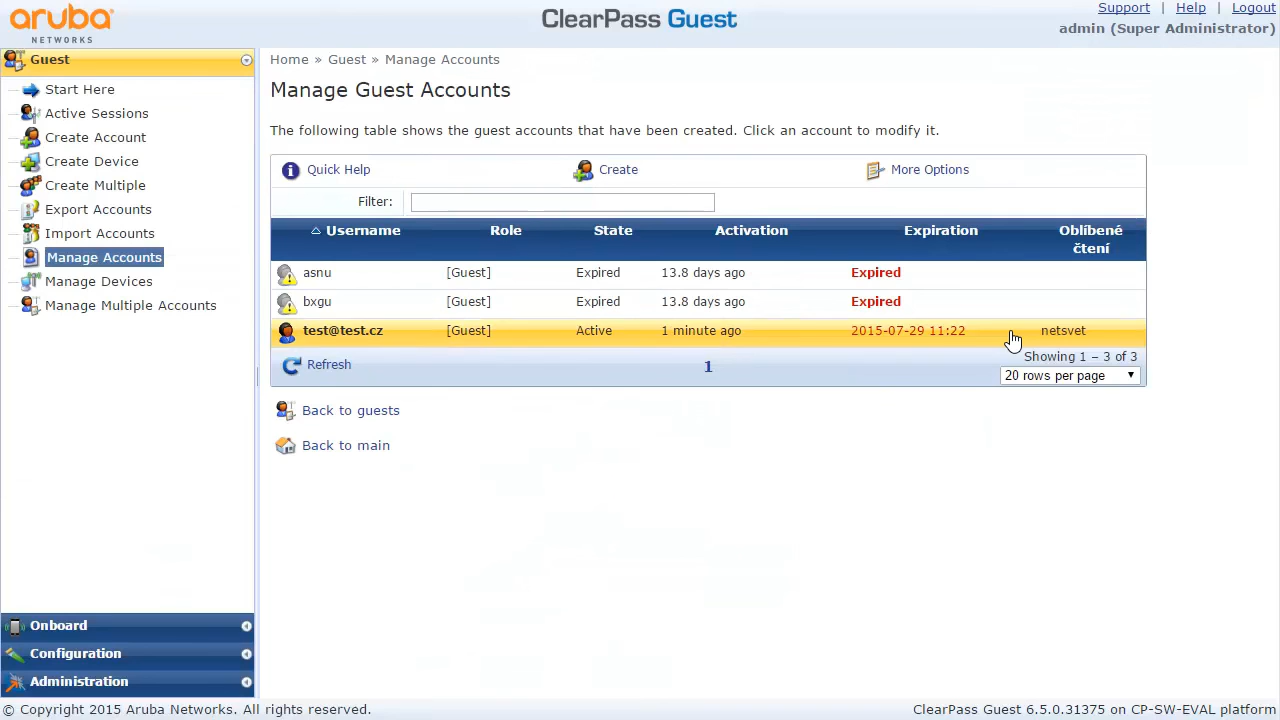 aruba
NETWORKS
ClearPass Guest
Support | Help | Logout
admin (Super Administrator)
Guest
Start Here
Active Sessions
Create Account
Create Device
Create Multiple
Export Accounts
Import Accounts
Manage Accounts
Manage Devices
Manage Multiple Accounts
Onboard
Configuration
Administration
Home » Guest » Manage Accounts
Manage Guest Accounts
The following table shows the guest accounts that have been created. Click an account to modify it.
Quick Help Create More Options
Filter:
Username Role State Activation Expiration Oblíbené
čtení
asnu [Guest] Expired 13.8 days ago Expired
bxgu [Guest] Expired 13.8 days ago Expired
test@test.cz [Guest] Active 1 minute ago 2015-07-29 11:22 netsvet
Refresh 1 Showing 1 – 3 of 3
20 rows per page
Back to guests
Back to main
© Copyright 2015 Aruba Networks. All rights reserved. ClearPass Guest 6.5.0.31375 on CP-SW-EVAL platform